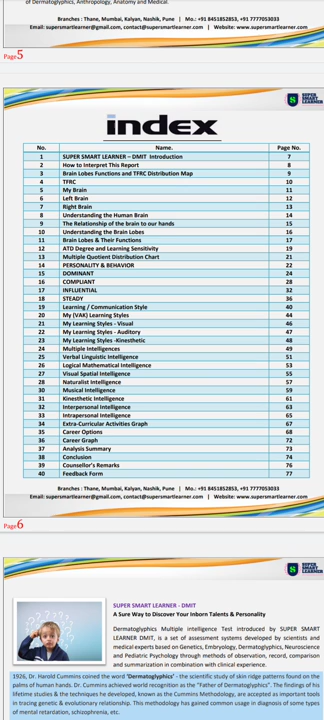 of Dermatoglyphics, Anthropology, Anatomy and Medical.
Branches : Thane, Mumbai, Kalyan, Nashik, Pune | Mo.: +91 8451852853, +91 7777053033
Email: supersmartlearner@gmail.com, contact@supersmartlearner.com | Website: www.supersmartlearner.com
Page5
S SUPER SMART LEARNER
index
No. Name. Page No.
1 SUPER SMART LEARNER – DMIT Introduction 7
2 How to Interpret This Report 8
3 Brain Lobes Functions and TFRC Distribution Map 9
4 TFRC 10
5 My Brain 11
6 Left Brain 12
7 Right Brain 13
8 Understanding the Human Brain 14
9 The Relationship of the brain to our hands 15
10 Understanding the Brain Lobes 16
11 Brain Lobes & Their Functions 17
12 ATD Degree and Learning Sensitivity 19
13 Multiple Quotient Distribution Chart 21
14 PERSONALITY & BEHAVIOR 22
15 DOMINANT 24
16 COMPLIANT 28
17 INFLUENTIAL 32
18 STEADY 36
19 Learning / Communication Style 40
20 My (VAK) Learning Styles 44
21 My Learning Styles - Visual 46
22 My Learning Styles - Auditory 47
23 My Learning Styles -Kinesthetic 48
24 Multiple Intelligences 49
25 Verbal Linguistic Intelligence 51
26 Logical Mathematical Intelligence 53
27 Visual Spatial Intelligence 55
28 Naturalist Intelligence 57
30 Musical Intelligence 59
31 Kinesthetic Intelligence 61
32 Interpersonal Intelligence 63
33 Intrapersonal Intelligence 65
34 Extra-Curricular Activities Graph 67
35 Career Options 68
36 Career Graph 72
37 Analysis Summary 73
38 Conclusion 74
39 Counsellor's Remarks 76
40 Feedback Form 77
Branches : Thane, Mumbai, Kalyan, Nashik, Pune | Mo.: +91 8451852853, +91 7777053033
Email: supersmartlearner@gmail.com, contact@supersmartlearner.com | Website: www.supersmartlearner.com
Page6
S SUPER SMART LEARNER
SUPER SMART LEARNER - DMIT
A Sure Way to Discover Your Inborn Talents & Personality
Dermatoglyphics Multiple Intelligence Test introduced by SUPER SMART
LEARNER DMIT, is a set of assessment systems developed by scientists and
medical experts based on Genetics, Embryology, Dermatoglyphics, Neuroscience
and Pediatric Psychology through methods of observation, record, comparison
and summarization in combination with clinical experience.
1926, Dr. Harold Cummins coined the word 'Dermatoglyphics' - the scientific study of skin ridge patterns found on the
palms of human hands. Dr. Cummins achieved world recognition as the "Father of Dermatoglyphics". The findings of his
lifetime studies & the techniques he developed, known as the Cummins Methodology, are accepted as important tools
in tracing genetic & evolutionary relationships. This methodology has gained common usage in diagnosis of some types
of mental retardation, schizophrenia, etc.